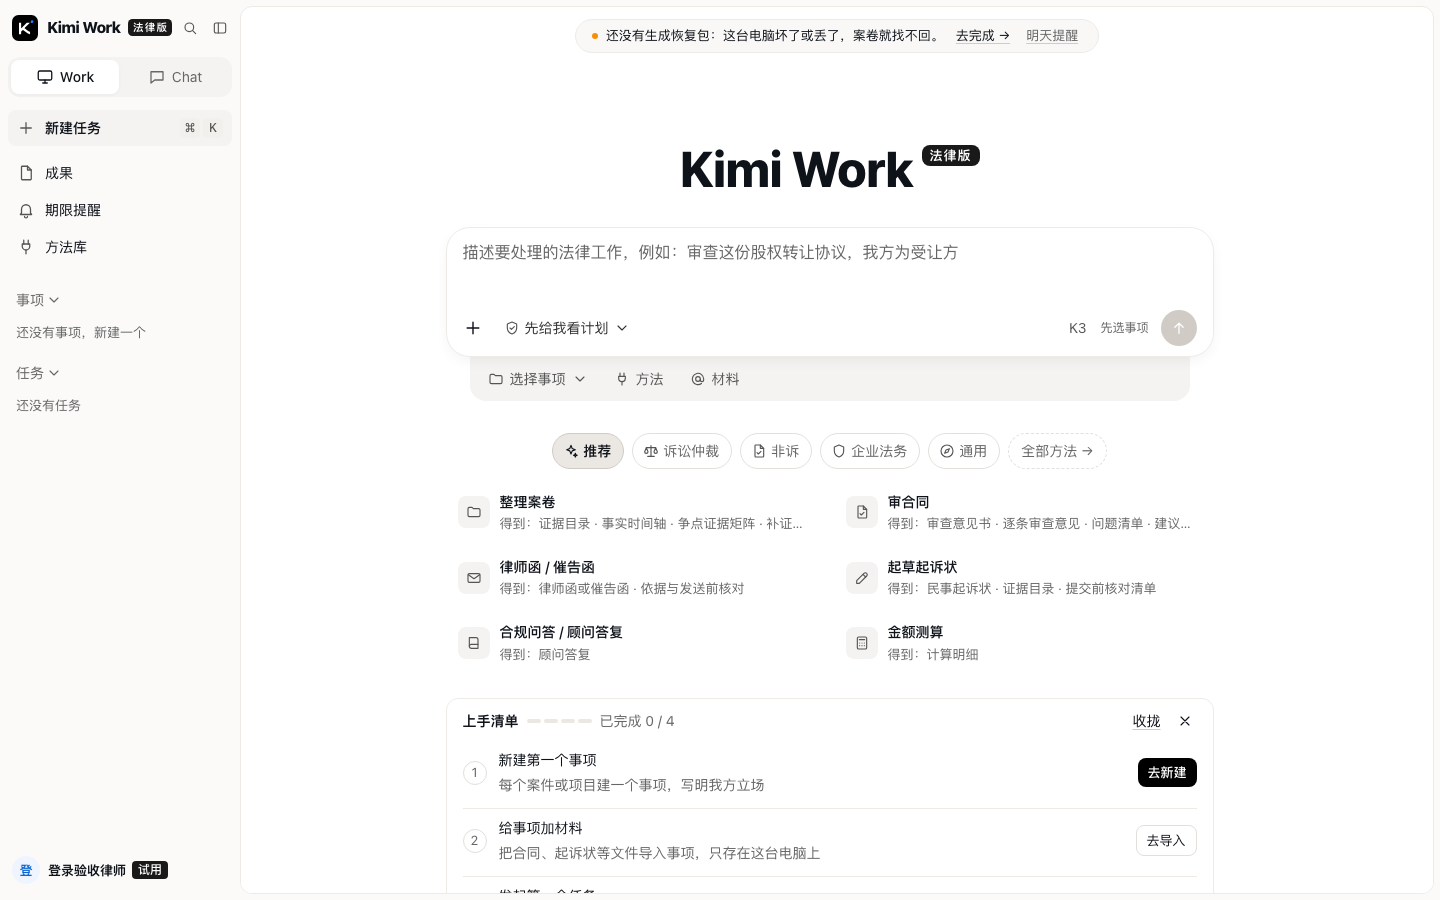 Kimi Work 法律版
Work
Chat
新建任务 ⌘ K
成果
期限提醒
方法库
事项
还没有事项，新建一个
任务
还没有任务
登 登录验收律师 试用
还没有生成恢复包：这台电脑坏了或丢了，案卷就找不回。 去完成 → 明天提醒
Kimi Work 法律版
描述要处理的法律工作，例如：审查这份股权转让协议，我方为受让方
先给我看计划
K3 先选事项
选择事项 方法 材料
推荐 诉讼仲裁 非诉 企业法务 通用 全部方法 →
整理案卷
得到：证据目录 · 事实时间轴 · 争点证据矩阵 · 补证...
审合同
得到：审查意见书 · 逐条审查意见 · 问题清单 · 建议...
律师函 / 催告函
得到：律师函或催告函 · 依据与发送前核对
起草起诉状
得到：民事起诉状 · 证据目录 · 提交前核对清单
合规问答 / 顾问答复
得到：顾问答复
金额测算
得到：计算明细
上手清单 已完成 0 / 4 收拢
1 新建第一个事项 去新建
每个案件或项目建一个事项，写明我方立场
2 给事项加材料 去导入
把合同、起诉状等文件导入事项，只存在这台电脑上